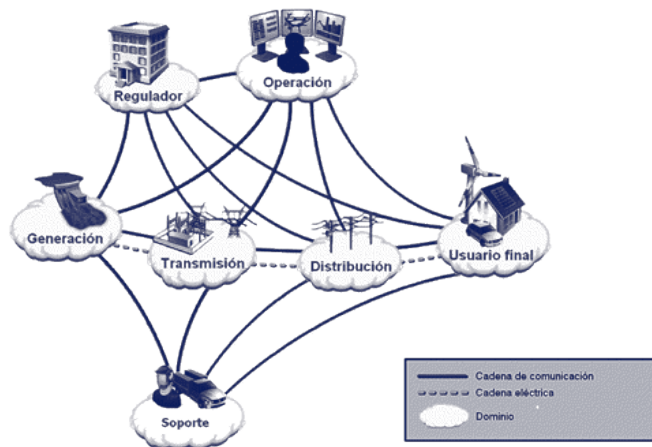 Regulador
Operación
Generación
Transmisión
Distribución
Usuario final
Soporte
Cadena de comunicación
Cadena eléctrica
Dominio